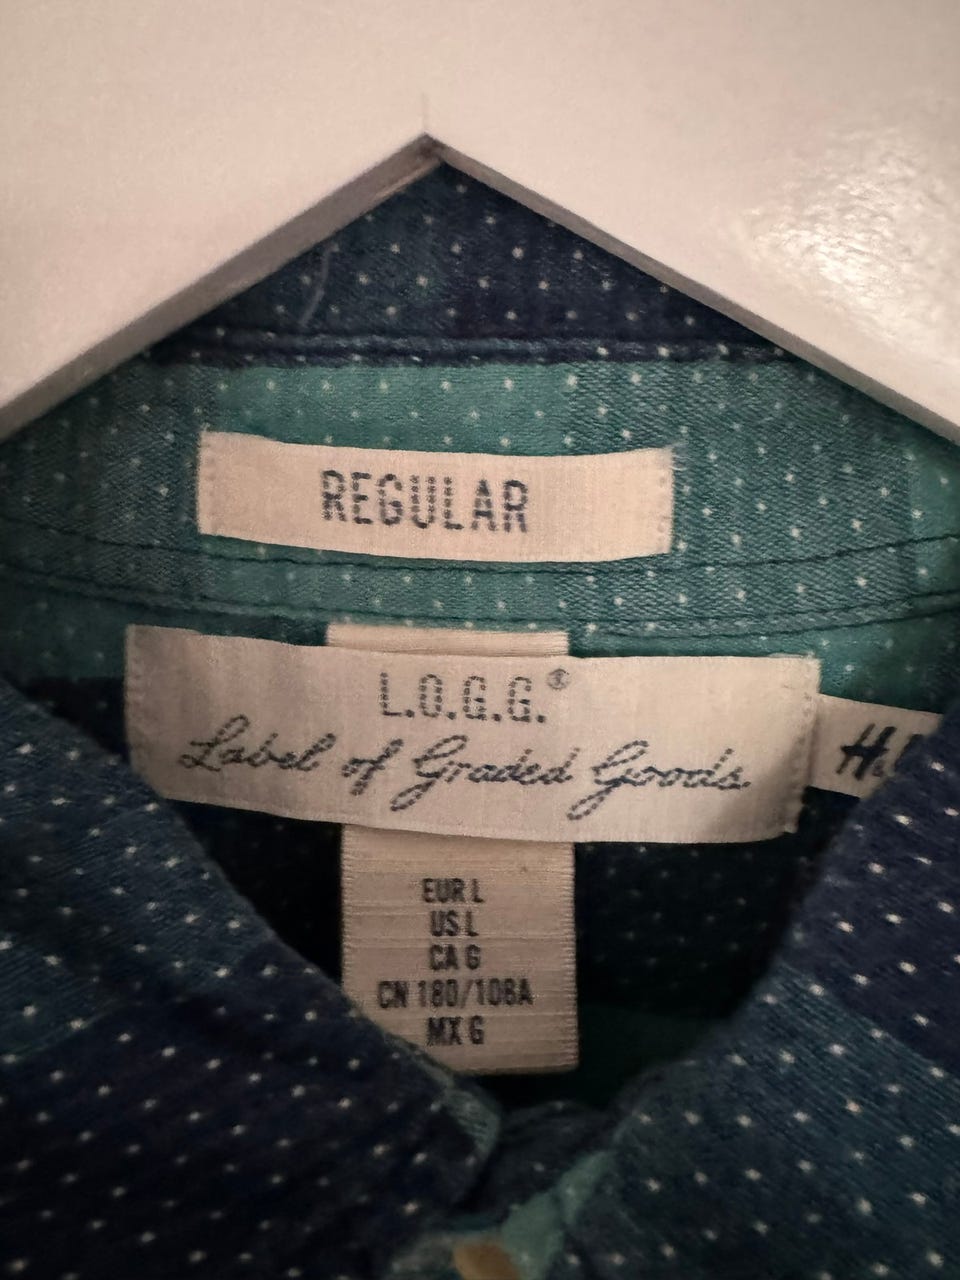 REGULAR
L.O.G.G.®
Label of Graded Goods
EUR L
US L
CA G
CN 180/108A
MX G